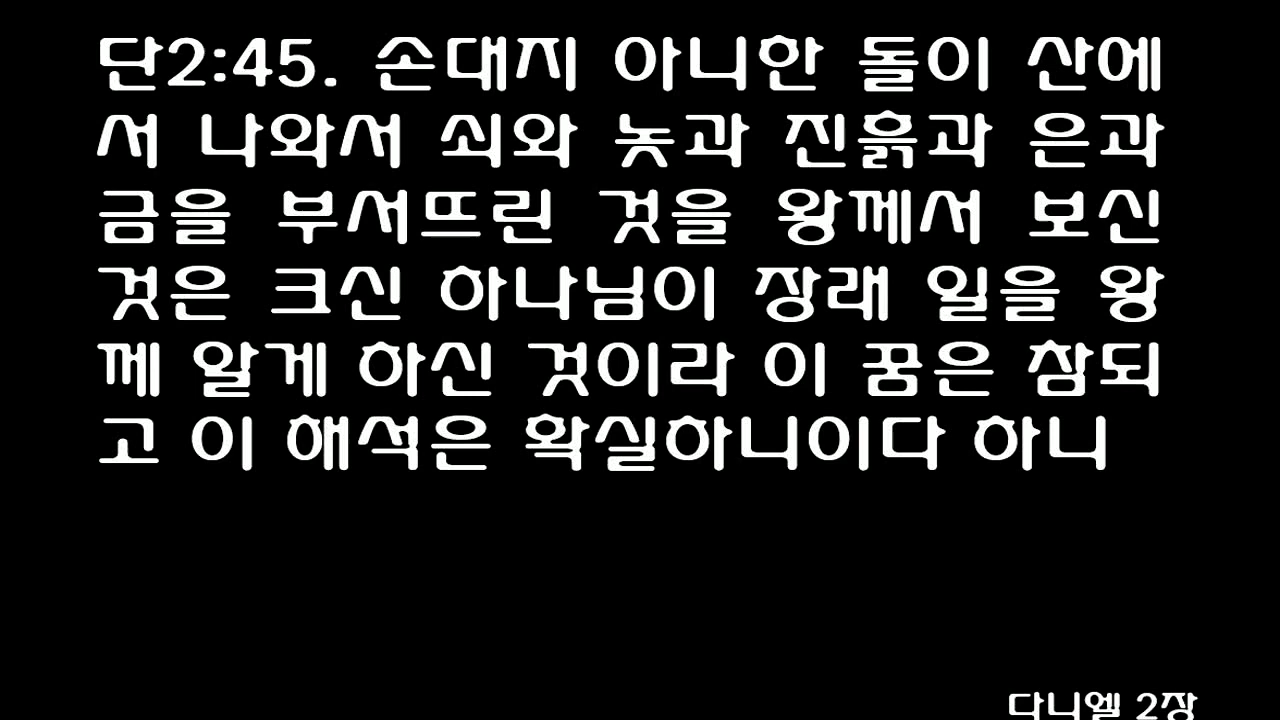 단2:45. 손대지 아니한 돌이 산에
서 나와서 쇠와 놋과 진흙과 은과
금을 부서뜨린 것을 왕께서 보신
것은 크신 하나님이 장래 일을 왕
께 알게 하신 것이라 이 꿈은 참되
고 이 해석은 확실하니이다 하니
다니엘 2장